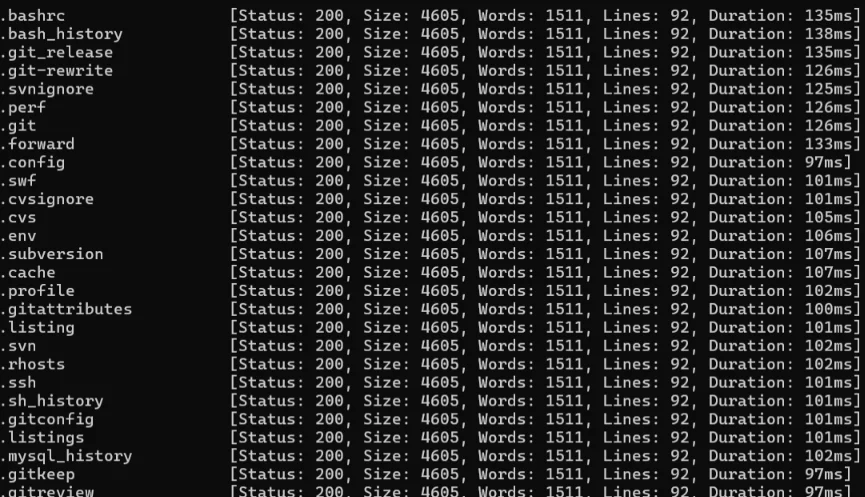 .bashrc [Status: 200, Size: 4605, Words: 1511, Lines: 92, Duration: 135ms]
.bash_history [Status: 200, Size: 4605, Words: 1511, Lines: 92, Duration: 138ms]
.git_release [Status: 200, Size: 4605, Words: 1511, Lines: 92, Duration: 135ms]
.git-rewrite [Status: 200, Size: 4605, Words: 1511, Lines: 92, Duration: 126ms]
.svnignore [Status: 200, Size: 4605, Words: 1511, Lines: 92, Duration: 125ms]
.perf [Status: 200, Size: 4605, Words: 1511, Lines: 92, Duration: 126ms]
.git [Status: 200, Size: 4605, Words: 1511, Lines: 92, Duration: 126ms]
.forward [Status: 200, Size: 4605, Words: 1511, Lines: 92, Duration: 133ms]
.config [Status: 200, Size: 4605, Words: 1511, Lines: 92, Duration: 97ms]
.swf [Status: 200, Size: 4605, Words: 1511, Lines: 92, Duration: 101ms]
.cvsignore [Status: 200, Size: 4605, Words: 1511, Lines: 92, Duration: 101ms]
.cvs [Status: 200, Size: 4605, Words: 1511, Lines: 92, Duration: 105ms]
.env [Status: 200, Size: 4605, Words: 1511, Lines: 92, Duration: 106ms]
.subversion [Status: 200, Size: 4605, Words: 1511, Lines: 92, Duration: 107ms]
.cache [Status: 200, Size: 4605, Words: 1511, Lines: 92, Duration: 107ms]
.profile [Status: 200, Size: 4605, Words: 1511, Lines: 92, Duration: 102ms]
.gitattributes [Status: 200, Size: 4605, Words: 1511, Lines: 92, Duration: 100ms]
.listing [Status: 200, Size: 4605, Words: 1511, Lines: 92, Duration: 101ms]
.svn [Status: 200, Size: 4605, Words: 1511, Lines: 92, Duration: 102ms]
.rhosts [Status: 200, Size: 4605, Words: 1511, Lines: 92, Duration: 102ms]
.ssh [Status: 200, Size: 4605, Words: 1511, Lines: 92, Duration: 101ms]
.sh_history [Status: 200, Size: 4605, Words: 1511, Lines: 92, Duration: 101ms]
.gitconfig [Status: 200, Size: 4605, Words: 1511, Lines: 92, Duration: 101ms]
.listings [Status: 200, Size: 4605, Words: 1511, Lines: 92, Duration: 101ms]
.mysql_history [Status: 200, Size: 4605, Words: 1511, Lines: 92, Duration: 102ms]
.gitkeep [Status: 200, Size: 4605, Words: 1511, Lines: 92, Duration: 97ms]
.gitreview [Status: 200, Size: 4605, Words: 1511, Lines: 92, Duration: 97ms]